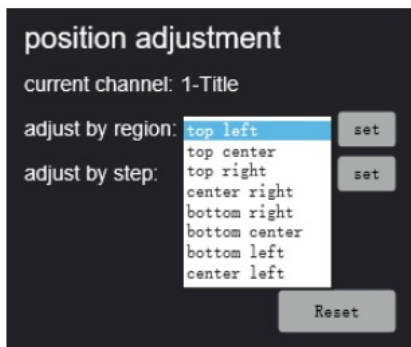 position adjustment
current channel: 1-Title
adjust by region: top left set
top center
adjust by step: top right set
center right
bottom right
bottom center
bottom left
center left
Reset